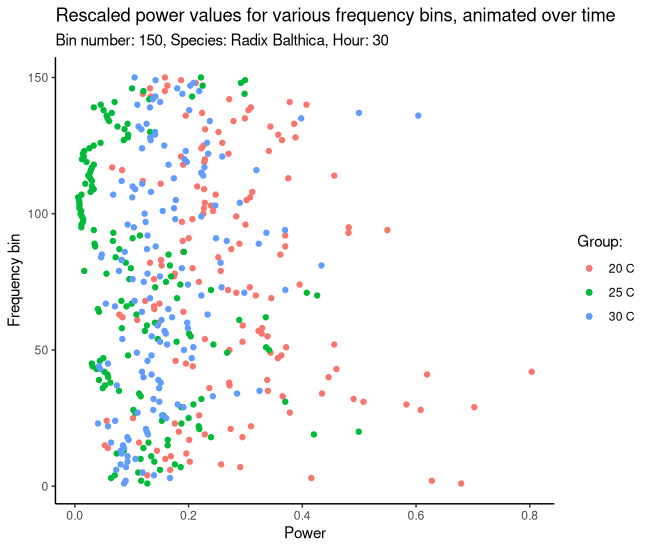 Rescaled power values for various frequency bins, animated over time
Bin number: 150, Species: Radix Balthica, Hour: 30
150
100
50
0
Frequency bin
0.0 0.2 0.4 0.6 0.8
Power
Group:
20 C
25 C
30 C